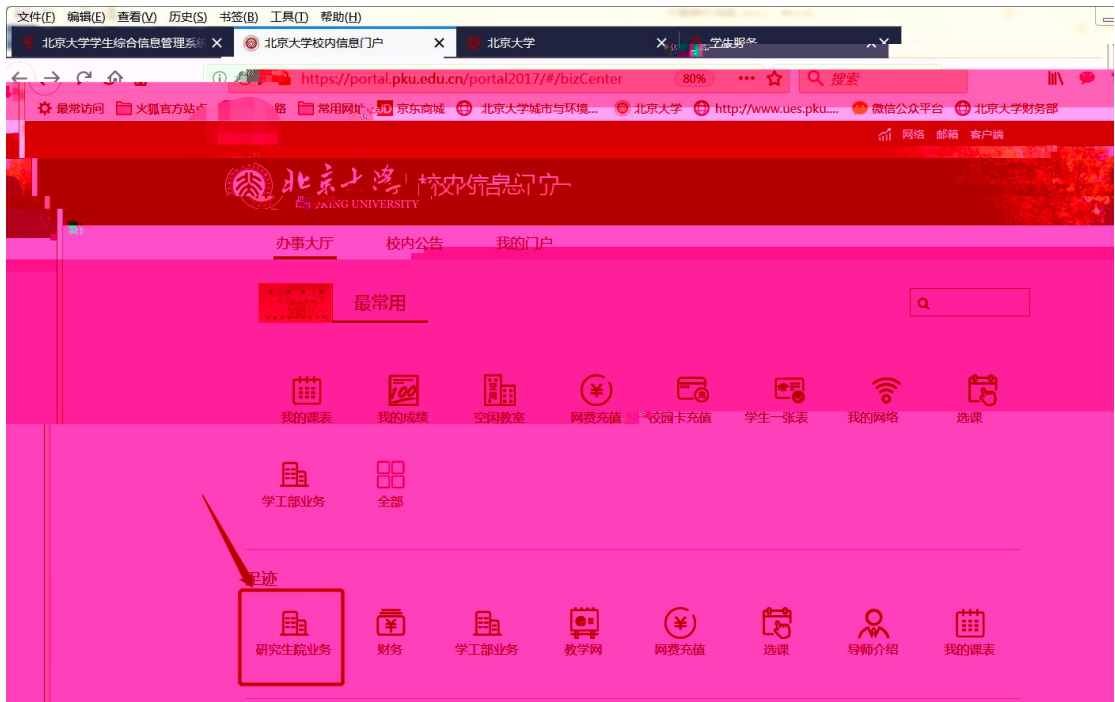 文件(F) 编辑(E) 查看(V) 历史(S) 书签(B) 工具(T) 帮助(H)
北京大学学生综合信息管理系统 北京大学校内信息门户 北京大学
https://portal.pku.edu.cn/portal2017/#/bizCenter 80% 搜索
最常访问 火狐官方站点 常用网址 JD 京东商城 北京大学城市与环境... 北京大学 http://www.ues.pku.... 微信公众平台 北京大学财务部
网络 邮箱 客户端
北京大学 校内信息门户
PEKING UNIVERSITY
办事大厅 校内公告 我的门户
最常用
100
我的课表 我的成绩 空闲教室 网费充值 校园卡充值 学生一张表 我的网络 选课
学工部业务 全部
足迹
研究生院业务 财务 学工部业务 教学网 网费充值 选课 导师介绍 我的课表